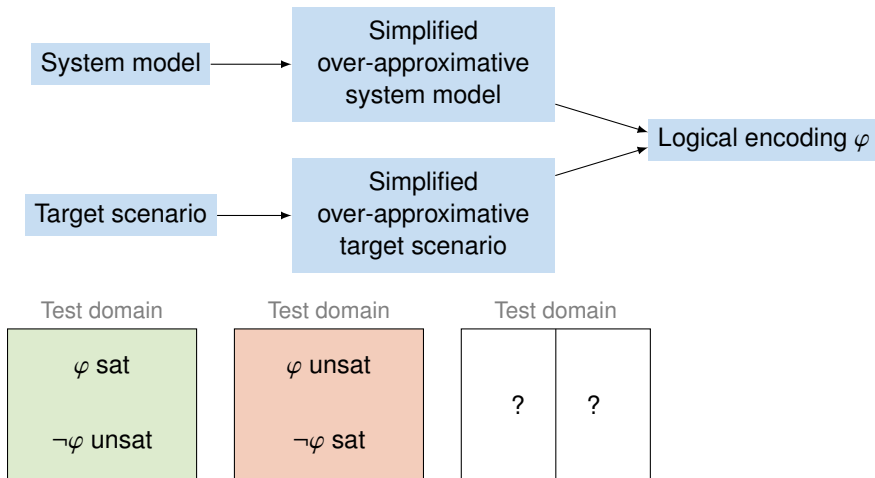 Simplified
over-approximative
system model
System model
Logical encoding φ
Simplified
over-approximative
target scenario
Target scenario
Test domain
φ sat
¬φ unsat
Test domain
φ unsat
¬φ sat
Test domain
? ?